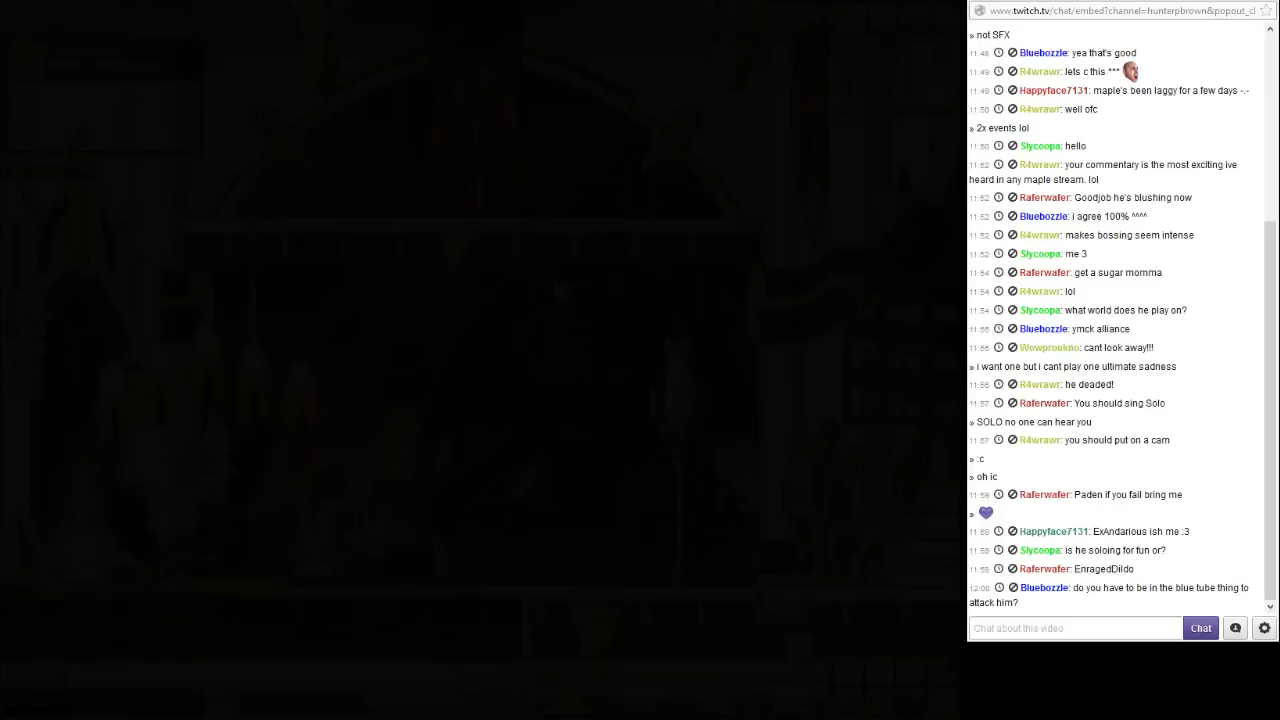 www.twitch.tv/chat/embed?channel=hunterpbrown&popout_cl
» not SFX
11:48 Bluebozzle: yea that's good
11:49 R4wrawr: lets c this ***
11:49 Happyface7131: maple's been laggy for a few days -.-
11:50 R4wrawr: well ofc
» 2x events lol
11:50 Slycoopa: hello
11:52 R4wrawr: your commentary is the most exciting ive
heard in any maple stream. lol
11:52 Raferwafer: Goodjob he's blushing now
11:52 Bluebozzle: i agree 100% ^^^^
11:52 R4wrawr: makes bossing seem intense
11:52 Slycoopa: me 3
11:54 Raferwafer: get a sugar momma
11:54 R4wrawr: lol
11:54 Slycoopa: what world does he play on?
11:55 Bluebozzle: ymck alliance
11:55 Wowproukno: cant look away!!!
» i want one but i cant play one ultimate sadness
11:56 R4wrawr: he deaded!
11:57 Raferwafer: You should sing Solo
» SOLO no one can hear you
11:57 R4wrawr: you should put on a cam
» :c
» oh ic
11:59 Raferwafer: Paden if you fail bring me
»
11:59 Happyface7131: ExAndarious ish me :3
11:59 Slycoopa: is he soloing for fun or?
11:59 Raferwafer: EnragedDildo
12:00 Bluebozzle: do you have to be in the blue tube thing to
attack him?
Chat about this video
Chat